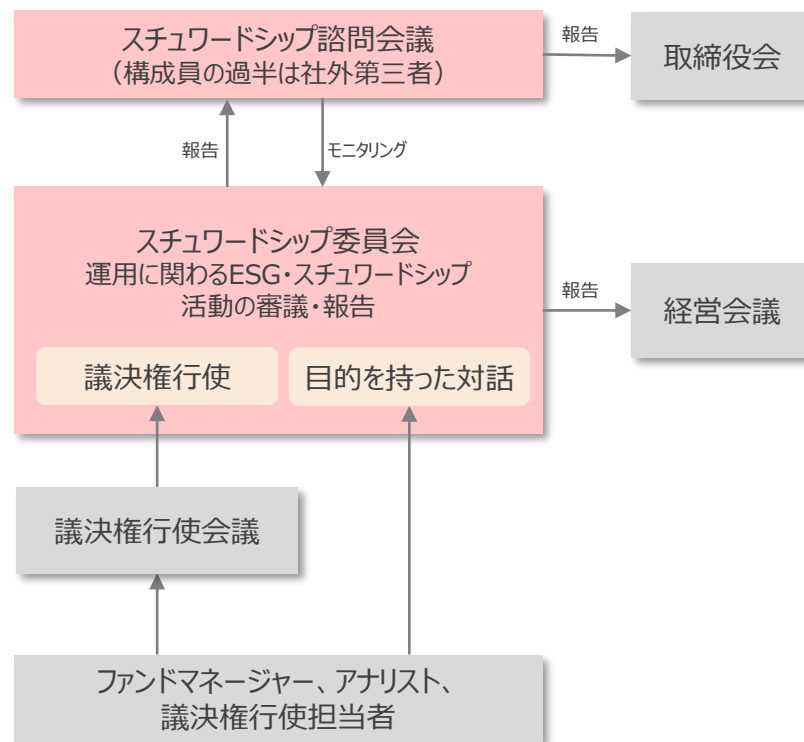 スチュワードシップ諮問会議
（構成員の過半は社外第三者）
報告
取締役会
報告
モニタリング
スチュワードシップ委員会
運用に関わるESG・スチュワードシップ
活動の審議・報告
報告
経営会議
議決権行使
目的を持った対話
議決権行使会議
ファンドマネージャー、アナリスト、
議決権行使担当者